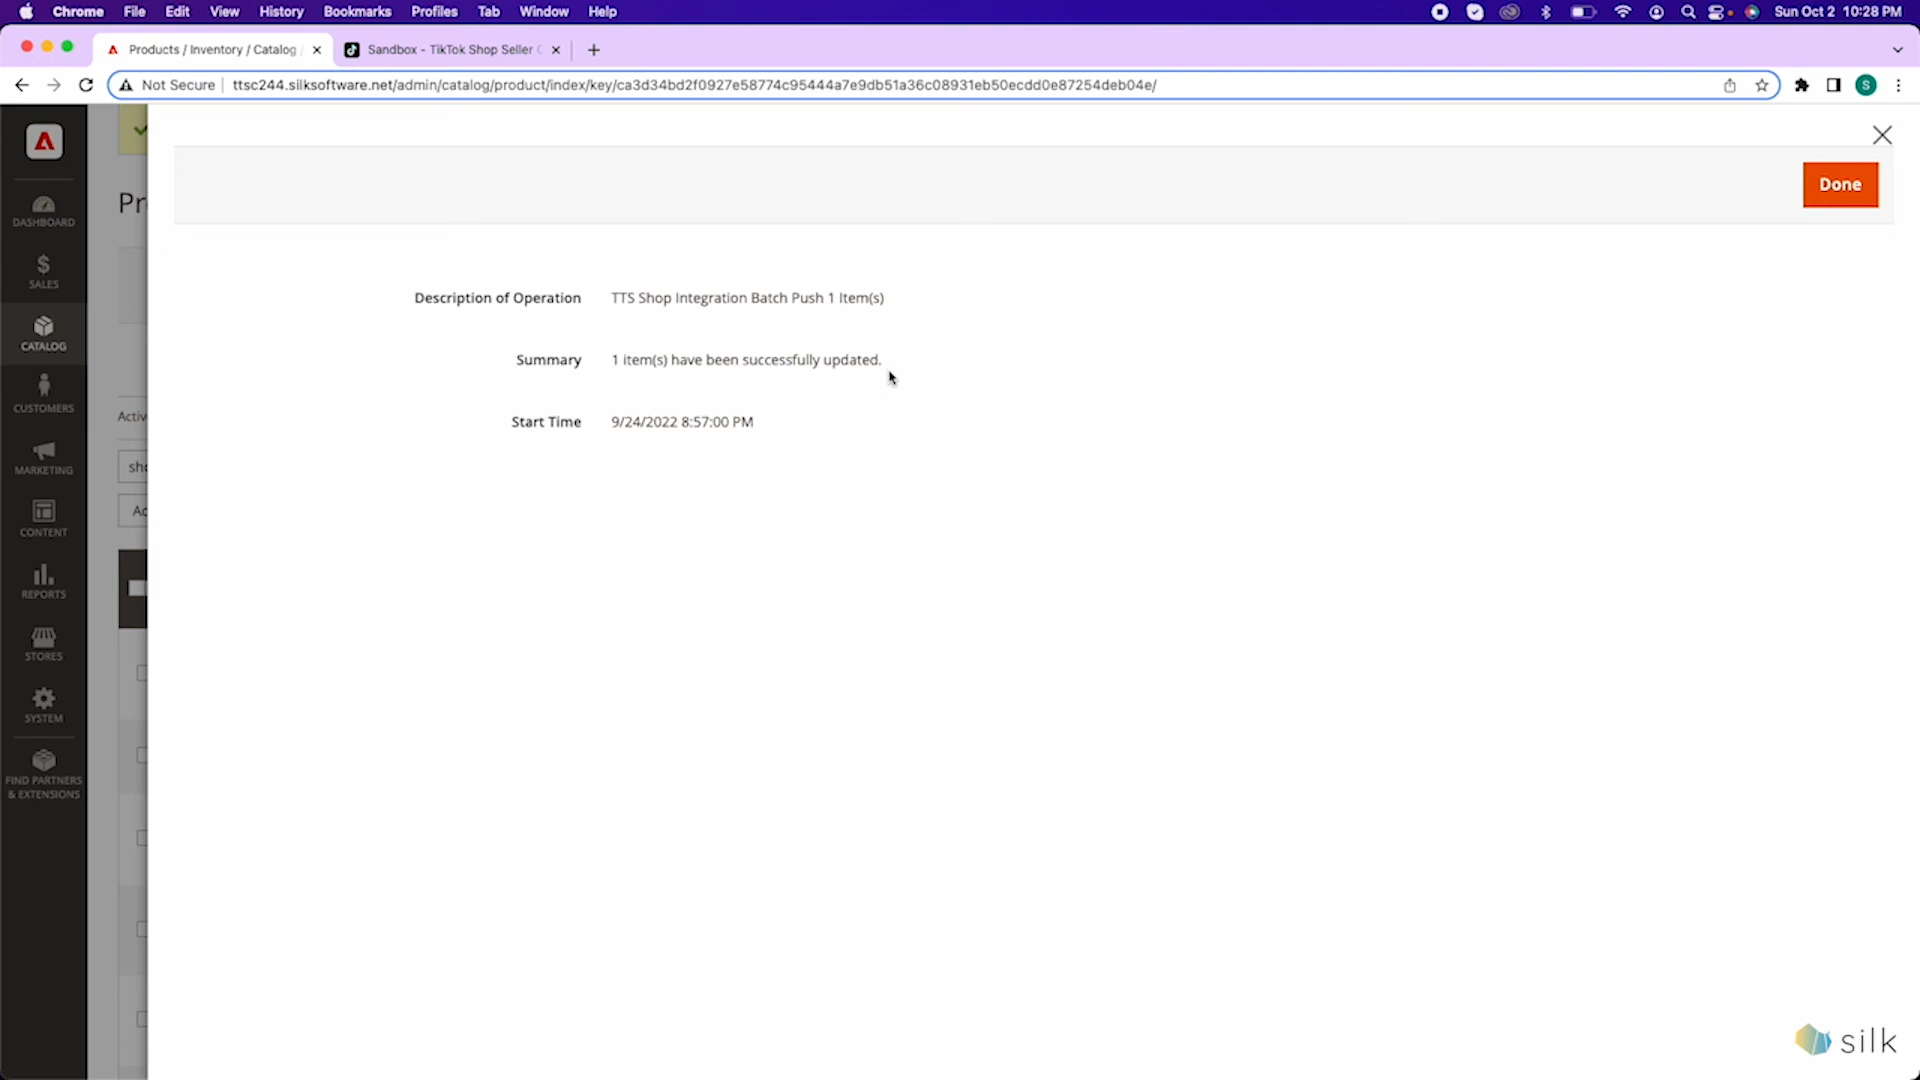 Chrome File Edit View History Bookmarks Profiles Tab Window Help Sun Oct 2 10:28 PM
Products / Inventory / Catalog / Sandbox - TikTok Shop Seller C
Not Secure ttsc244.silksoftware.net/admin/catalog/product/index/key/ca3d34bd2f0927e58774c95444a7e9db51a36c08931eb50ecdd0e87254deb04e/ S
Done
DASHBOARD
SALES
CATALOG
CUSTOMERS
MARKETING
CONTENT
REPORTS
STORES
SYSTEM
FIND PARTNERS
& EXTENSIONS
Pr
Activ
sho
Ac
Description of Operation TTS Shop Integration Batch Push 1 Item(s)
Summary 1 item(s) have been successfully updated.
Start Time 9/24/2022 8:57:00 PM
silk